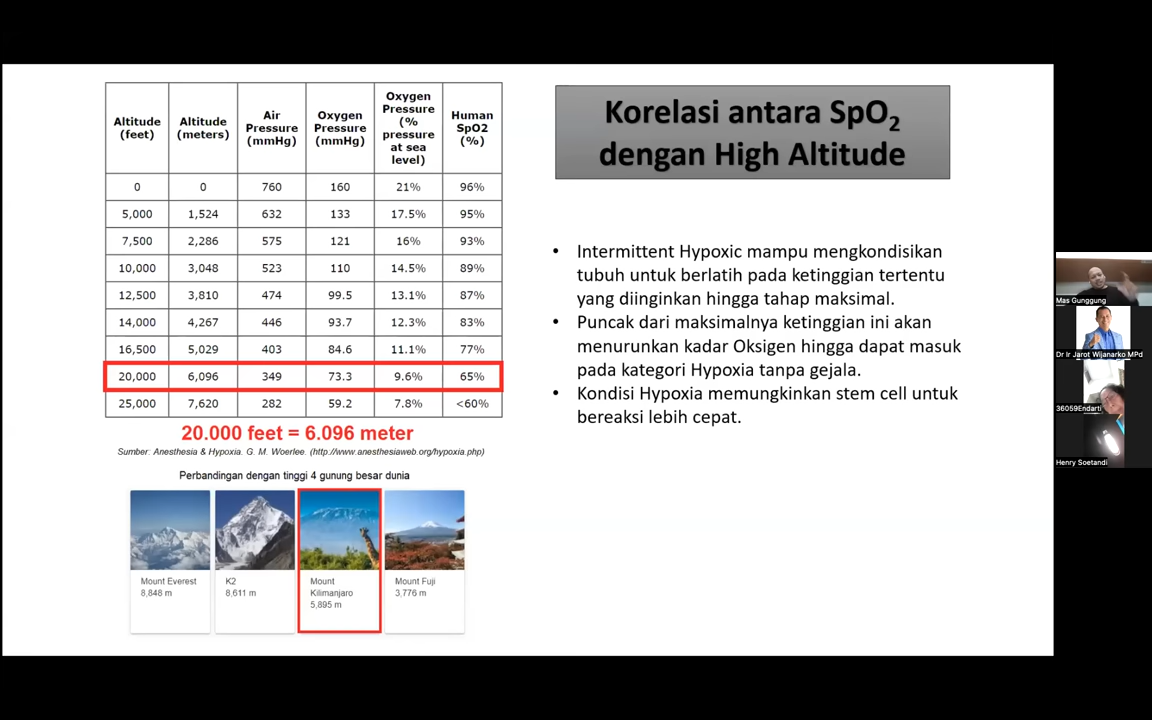 Altitude (feet) Altitude (meters) Air Pressure (mmHg) Oxygen Pressure (mmHg) Oxygen Pressure (% pressure at sea level) Human SpO2 (%)
0 0 760 160 21% 96%
5,000 1,524 632 133 17.5% 95%
7,500 2,286 575 121 16% 93%
10,000 3,048 523 110 14.5% 89%
12,500 3,810 474 99.5 13.1% 87%
14,000 4,267 446 93.7 12.3% 83%
16,500 5,029 403 84.6 11.1% 77%
20,000 6,096 349 73.3 9.6% 65%
25,000 7,620 282 59.2 7.8% <60%
20.000 feet = 6.096 meter
Sumber: Anesthesia & Hypoxia. G. M. Woerlee. (http://www.anesthesiaweb.org/hypoxia.php)
Perbandingan dengan tinggi 4 gunung besar dunia
Mount Everest
8,848 m
K2
8,611 m
Mount
Kilimanjaro
5,895 m
Mount Fuji
3,776 m
Korelasi antara SpO₂
dengan High Altitude
• Intermittent Hypoxic mampu mengkondisikan
tubuh untuk berlatih pada ketinggian tertentu
yang diinginkan hingga tahap maksimal.
• Puncak dari maksimalnya ketinggian ini akan
menurunkan kadar Oksigen hingga dapat masuk
pada kategori Hypoxia tanpa gejala.
• Kondisi Hypoxia memungkinkan stem cell untuk
bereaksi lebih cepat.
Mas Gunggung
Dr Ir Jarot Wijanarko MPd
36059Endarti
Henry Soetandi